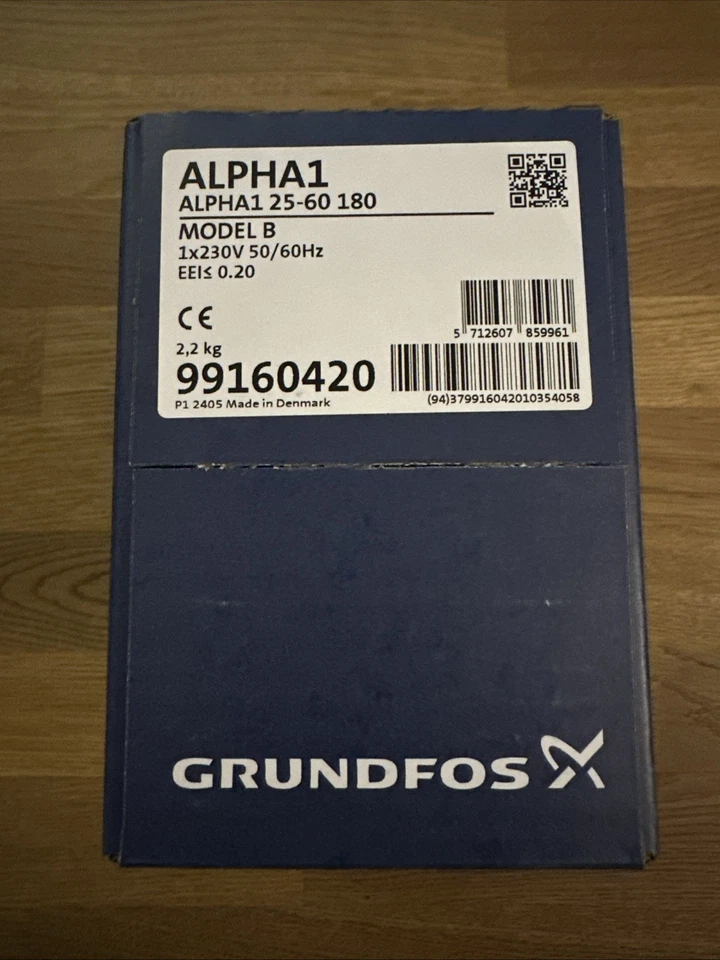 ALPHA1
ALPHA1 25-60 180
MODEL B
1x230V 50/60Hz
EEI≤ 0.20
CE
5 712607 859961
2,2 kg
99160420
(94)379916042010354058
P1 2405 Made in Denmark
GRUNDFOS